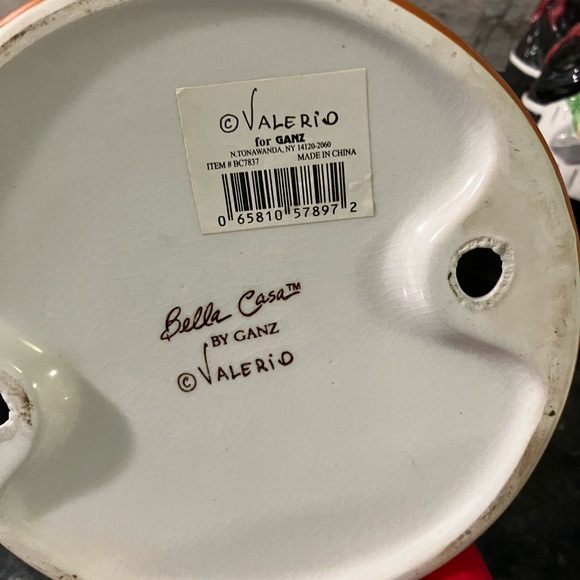 © VALERIO
for GANZ
N.TONAWANDA, NY 14120-2060
ITEM # BC7837 MADE IN CHINA
0 65810 57897 2
Bella Casa™
BY GANZ
© VALERIO